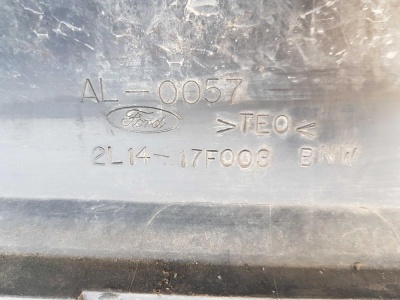 AL-0057
Ford
>TEO<
2L14-17F003 BNW